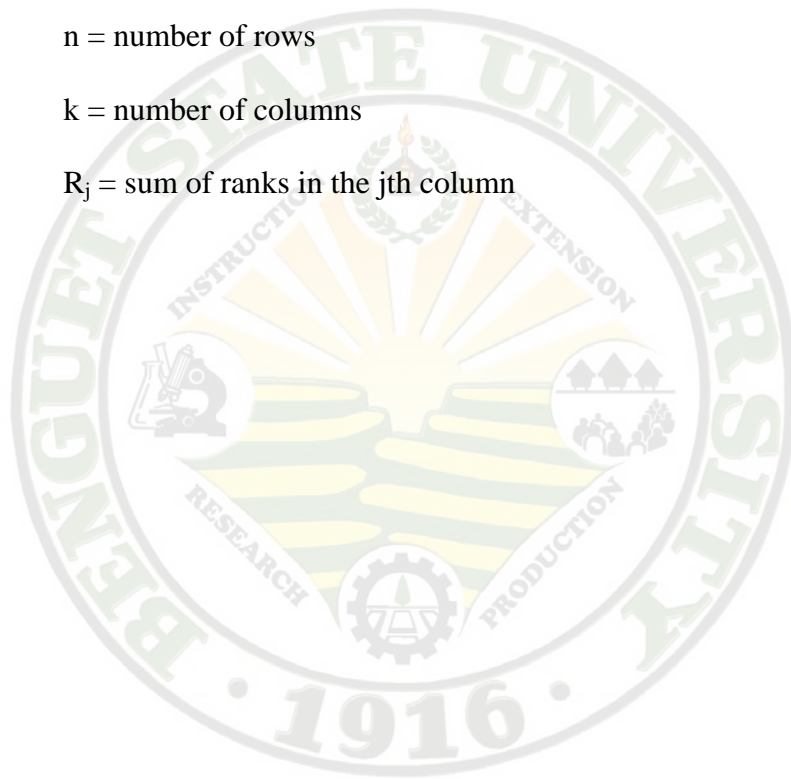 n = number of rows
k = number of columns
Rj = sum of ranks in the jth column
BENGUET STATE UNIVERSITY
INSTRUCTION
EXTENSION
RESEARCH
PRODUCTION
· 1916 ·